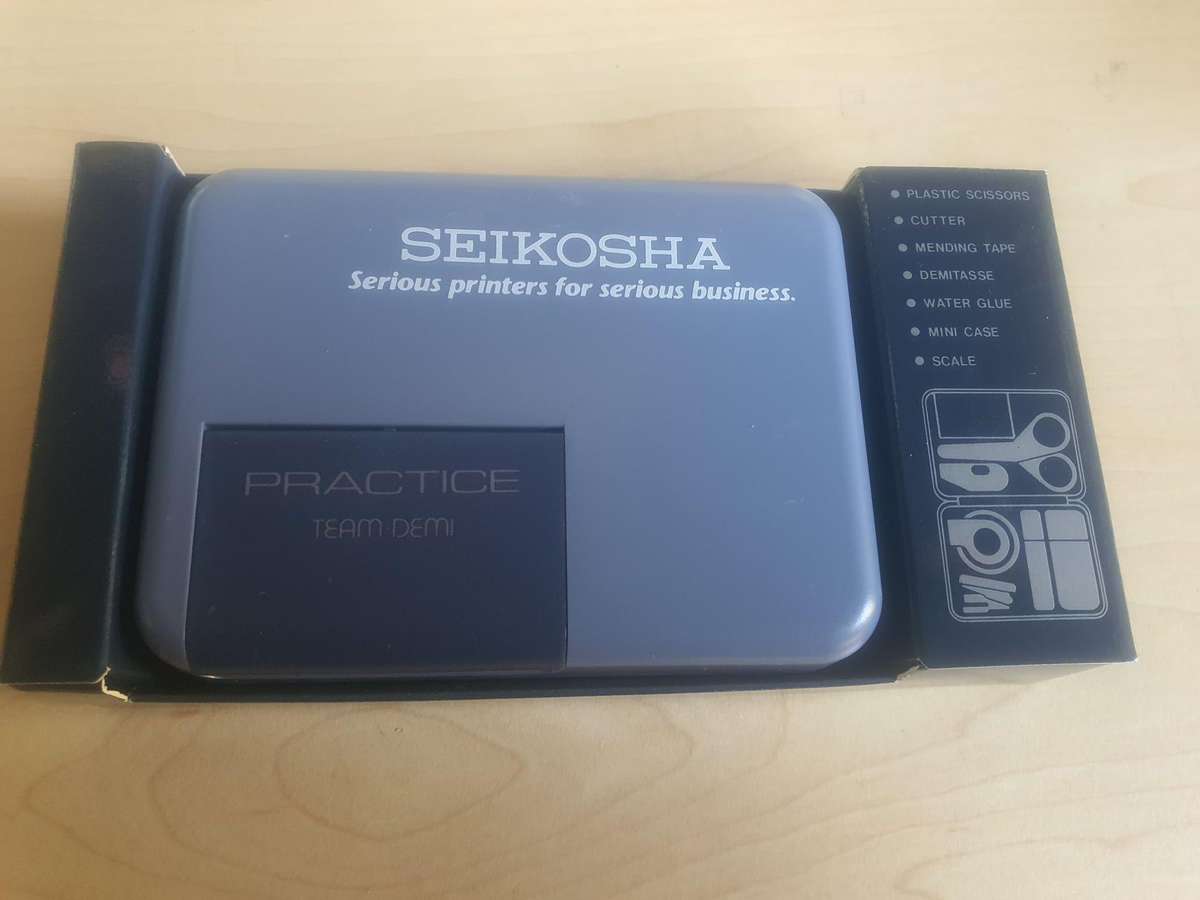 SEIKOSHA
Serious printers for serious business.
PRACTICE
TEAM·DEMI
● PLASTIC SCISSORS
● CUTTER
● MENDING TAPE
● DEMITASSE
● WATER GLUE
● MINI CASE
● SCALE